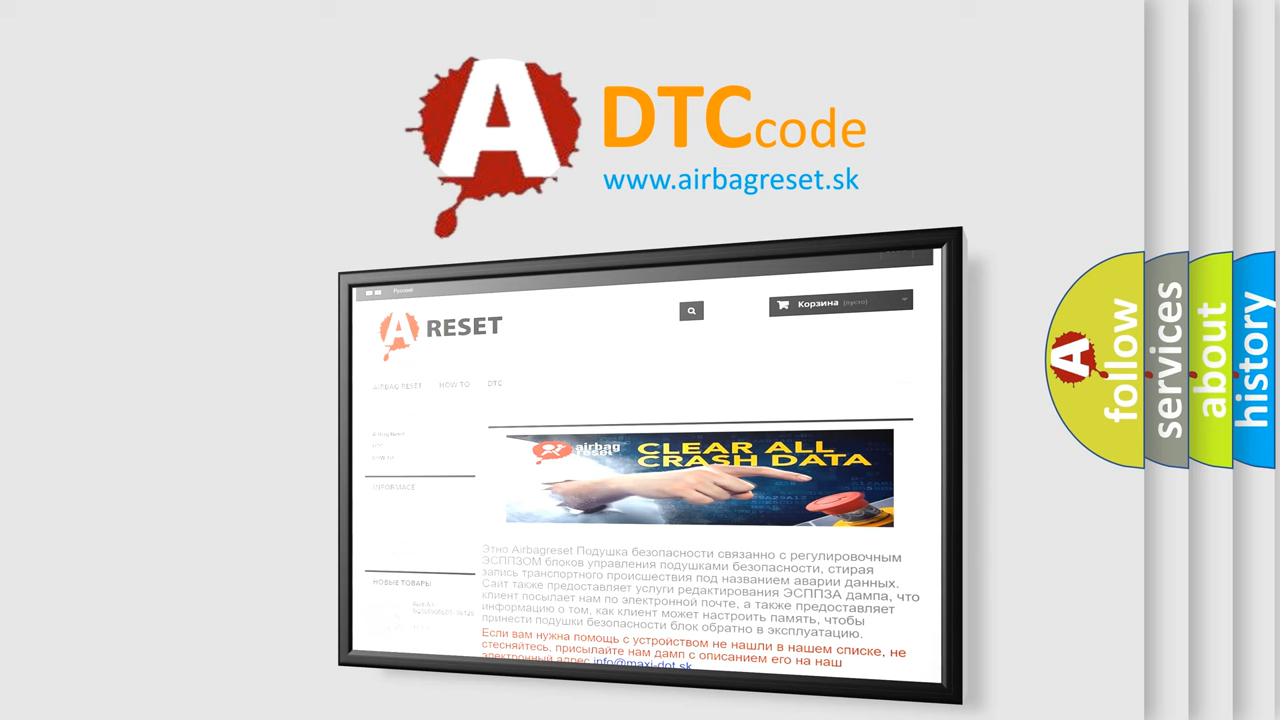 A DTCcode
www.airbagreset.sk
Русский
A RESET
Корзина (пусто)
AIRBAG RESET HOW TO DTC
Airbag Reset
HOW TO
INFORMACE
airbag
reset
CLEAR ALL
CRASH DATA
Этно Airbagreset Подушка безопасности связанно с регулировочным
ЭСППЗОМ блоков управления подушками безопасности, стирая
запись транспортного происшествия под названием аварии данных.
Сайт также предоставляет услуги редактирования ЭСППЗА дампа, что
клиент посылает нам по электронной почте, а также предоставляет
информацию о том, как клиент может настроить память, чтобы
принести подушки безопасности блок обратно в эксплуатацию.
Если вам нужна помощь с устройством не нашли в нашем списке, не
стесняйтесь, присылайте нам дамп с описанием его на наш
электронный адрес info@maxi-dot.sk
НОВЫЕ ТОВАРЫ
A follow
services
about
history